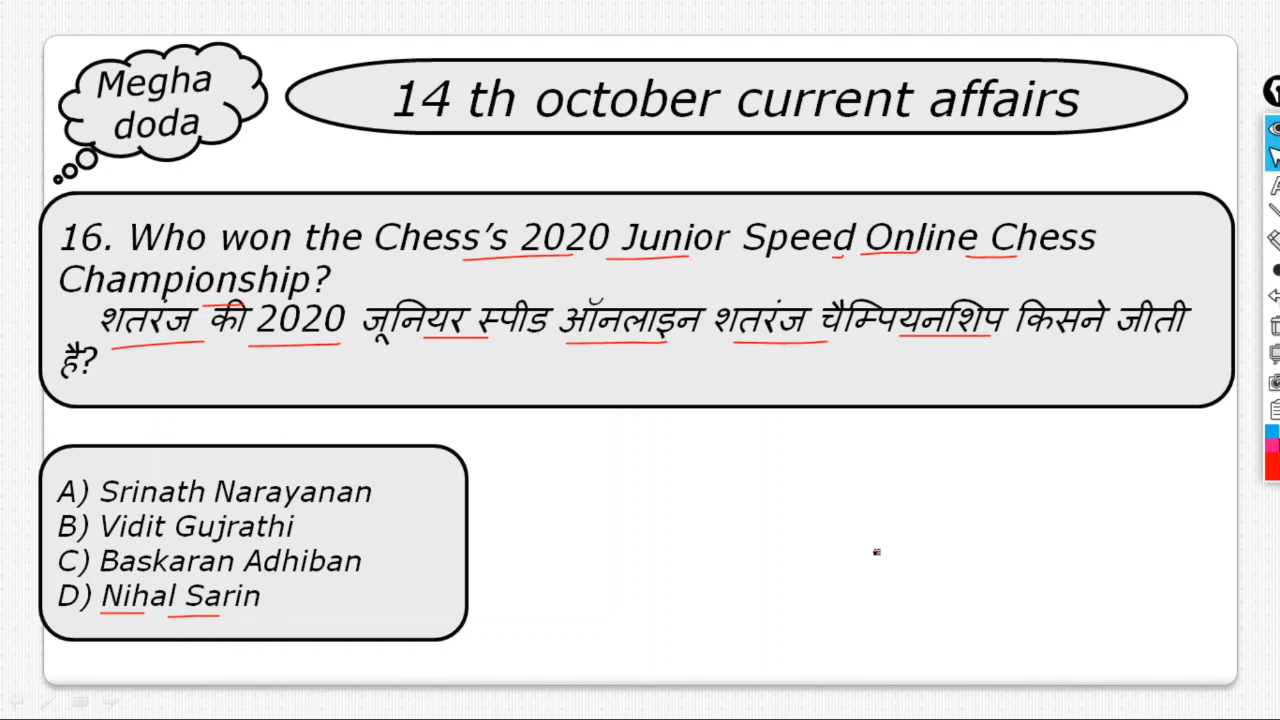 Megha
doda
14 th october current affairs
16. Who won the Chess’s 2020 Junior Speed Online Chess
Championship?
शतरंज की 2020 जूनियर स्पीड ऑनलाइन शतरंज चैम्पियनशिप किसने जीती
है?
A) Srinath Narayanan
B) Vidit Gujrathi
C) Baskaran Adhiban
D) Nihal Sarin